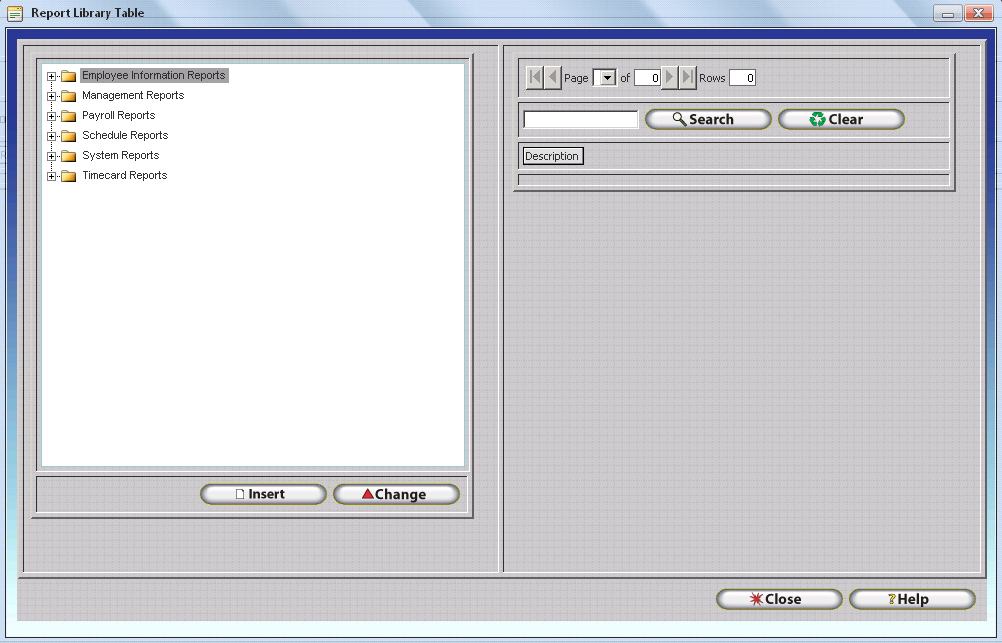 Report Library Table
Employee Information Reports
Management Reports
Payroll Reports
Schedule Reports
System Reports
Timecard Reports
Insert
Change
Page of 0 Rows 0
Search Clear
Description
Close
?Help